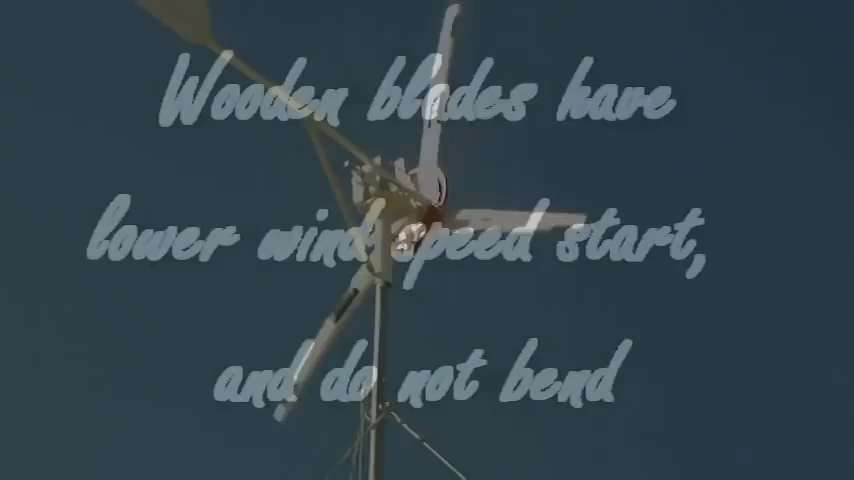 Wooden blades have
lower wind speed start,
and do not bend